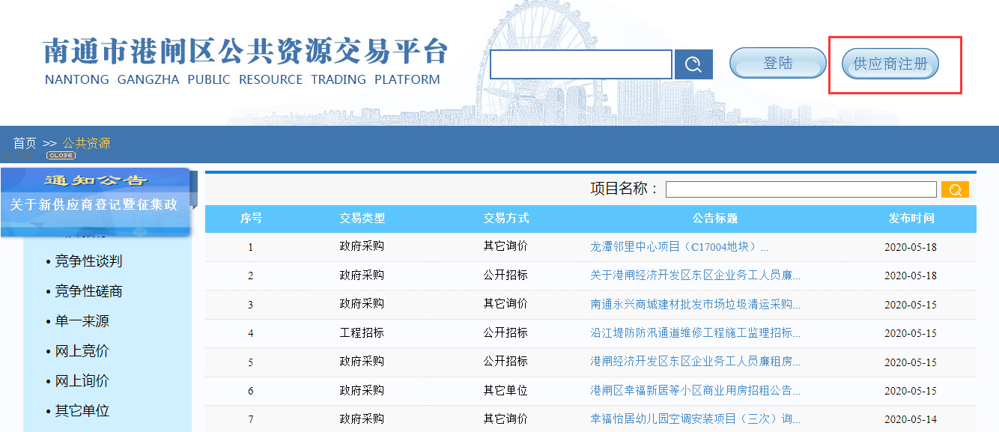 南通市港闸区公共资源交易平台
NANTONG GANGZHA PUBLIC RESOURCE TRADING PLATFORM
登陆
供应商注册
首页 >> 公共资源
CLOSE
通知公告
关于新供应商登记暨征集政
竞争性谈判
竞争性磋商
单一来源
网上竞价
网上询价
其它单位
项目名称：
序号 交易类型 交易方式 公告标题 发布时间
1 政府采购 其它询价 龙潭邻里中心项目（C17004地块）... 2020-05-18
2 政府采购 公开招标 关于港闸经济开发区东区企业务工人员廉... 2020-05-18
3 政府采购 其它询价 南通永兴商城建材批发市场垃圾清运采购... 2020-05-15
4 工程招标 公开招标 沿江堤防防汛通道维修工程施工监理招标... 2020-05-15
5 政府采购 公开招标 港闸经济开发区东区企业务工人员廉租房... 2020-05-15
6 政府采购 其它单位 港闸区幸福新居等小区商业用房招租公告... 2020-05-15
7 政府采购 其它询价 幸福怡居幼儿园空调安装项目（三次）询... 2020-05-14